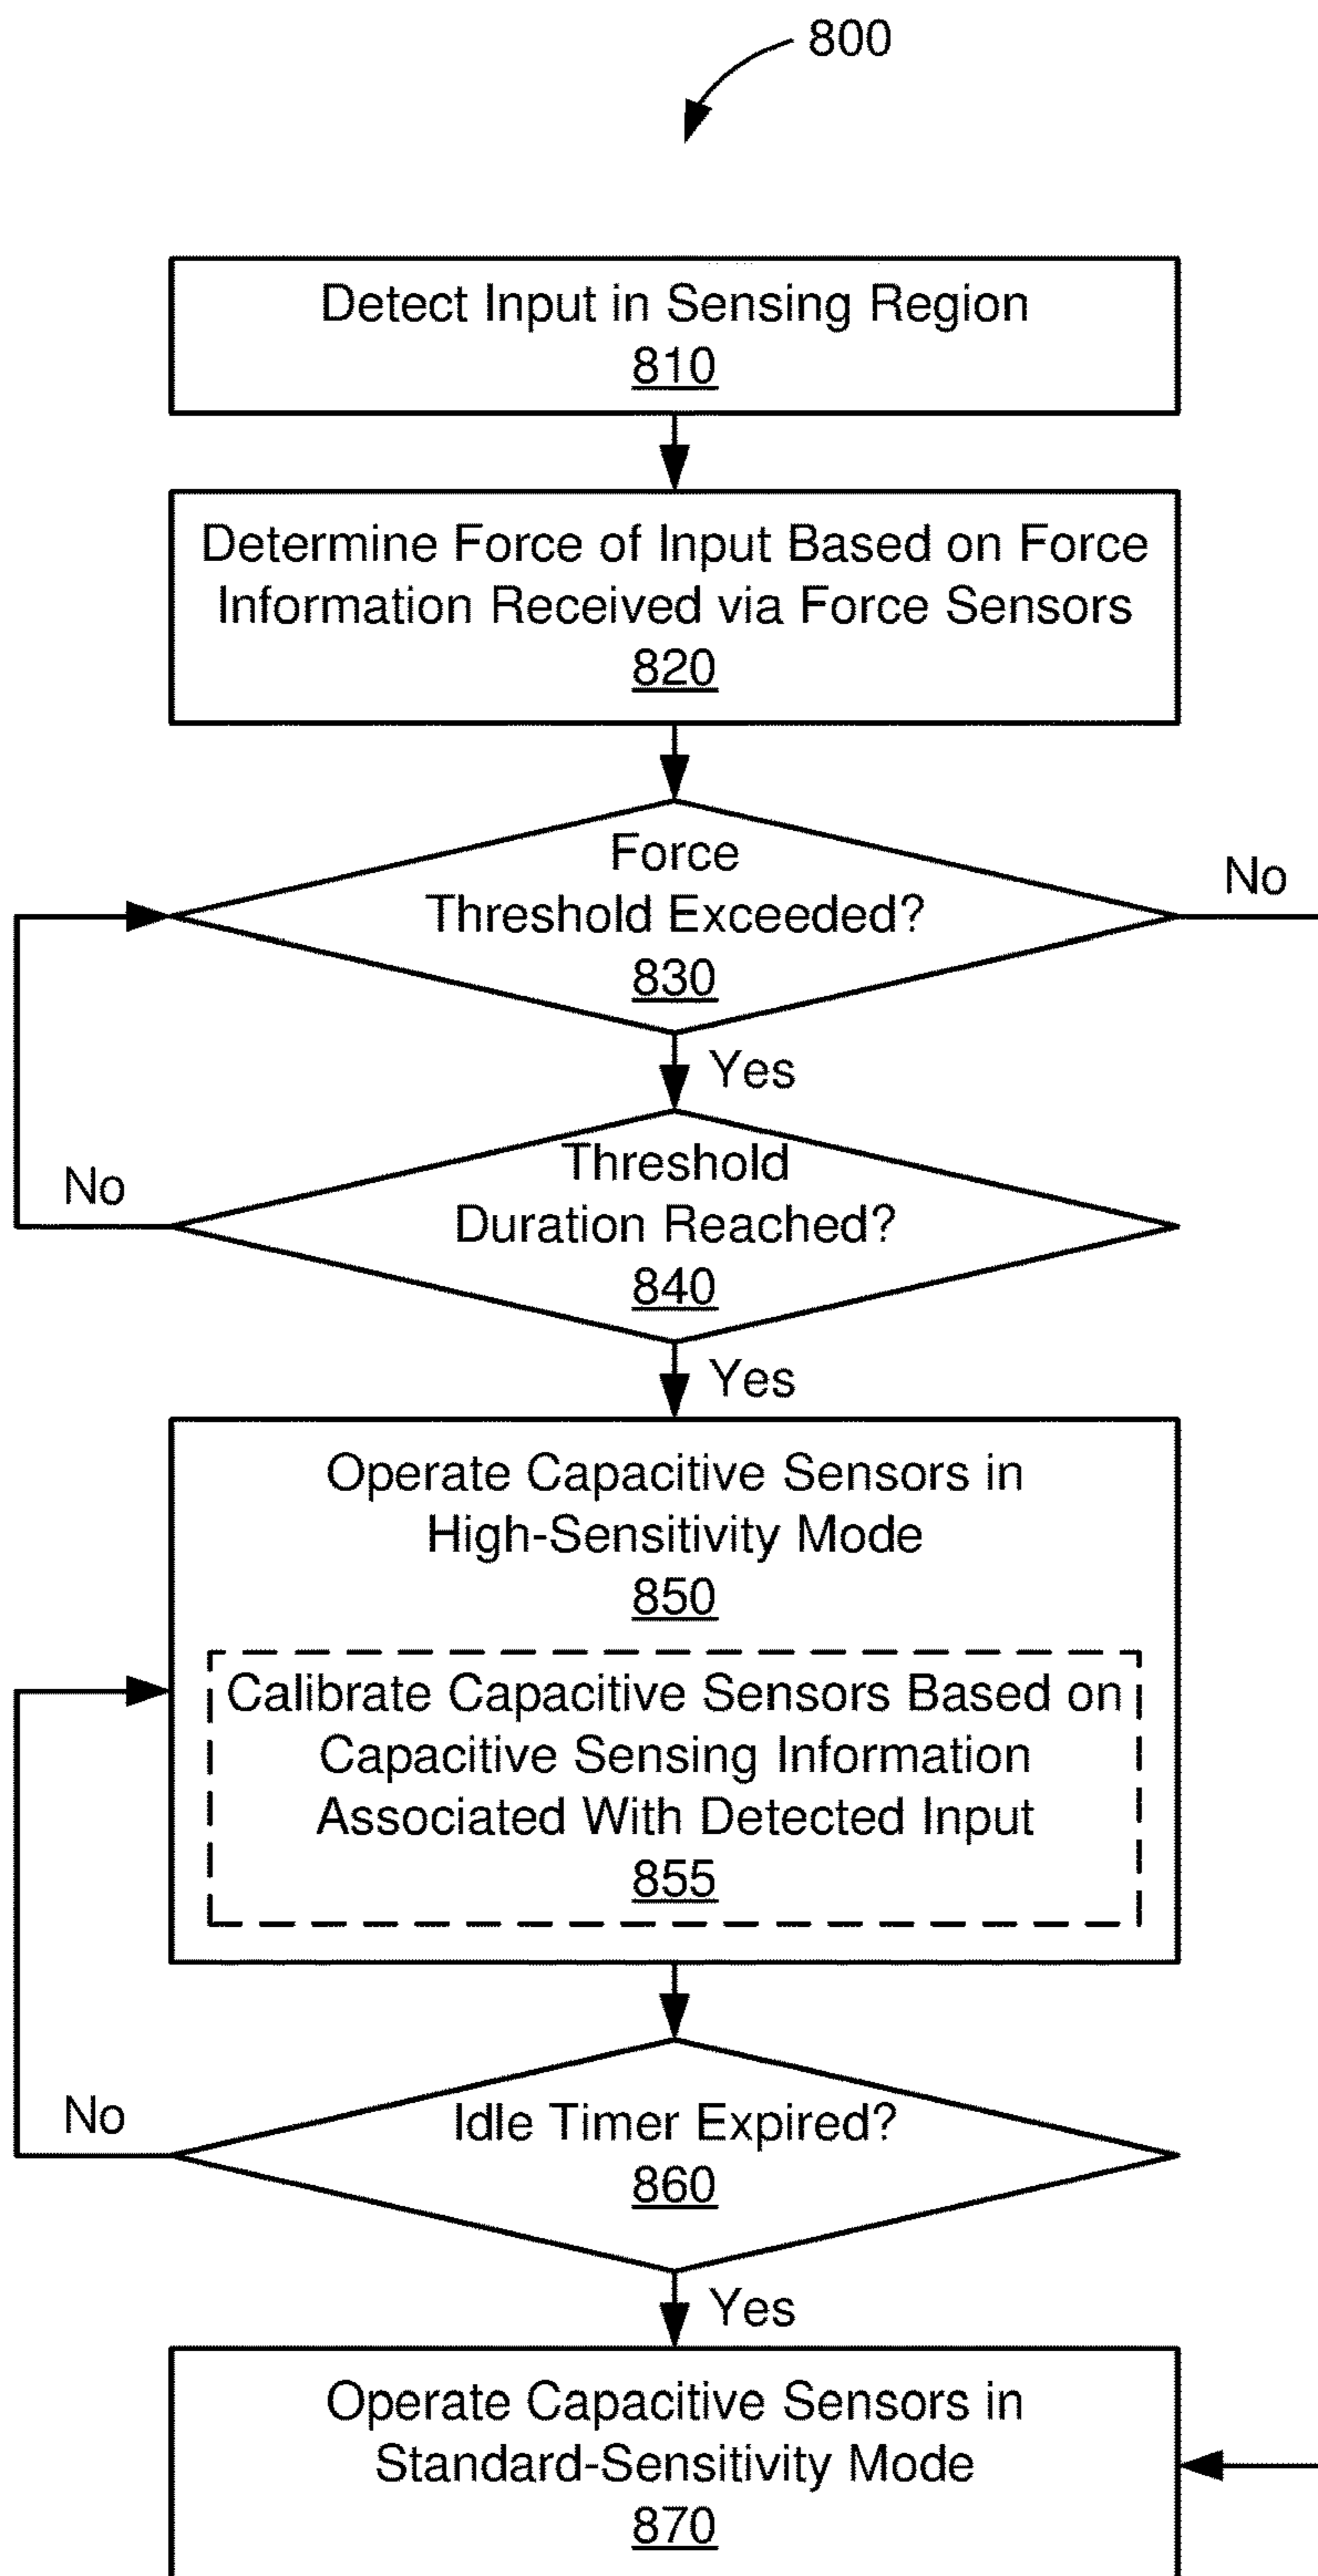 800
Detect Input in Sensing Region
810
Determine Force of Input Based on Force
Information Received via Force Sensors
820
Force
Threshold Exceeded?
830
No
Yes
Threshold
Duration Reached?
840
No
Yes
Operate Capacitive Sensors in
High-Sensitivity Mode
850
Calibrate Capacitive Sensors Based on
Capacitive Sensing Information
Associated With Detected Input
855
Idle Timer Expired?
860
No
Yes
Operate Capacitive Sensors in
Standard-Sensitivity Mode
870